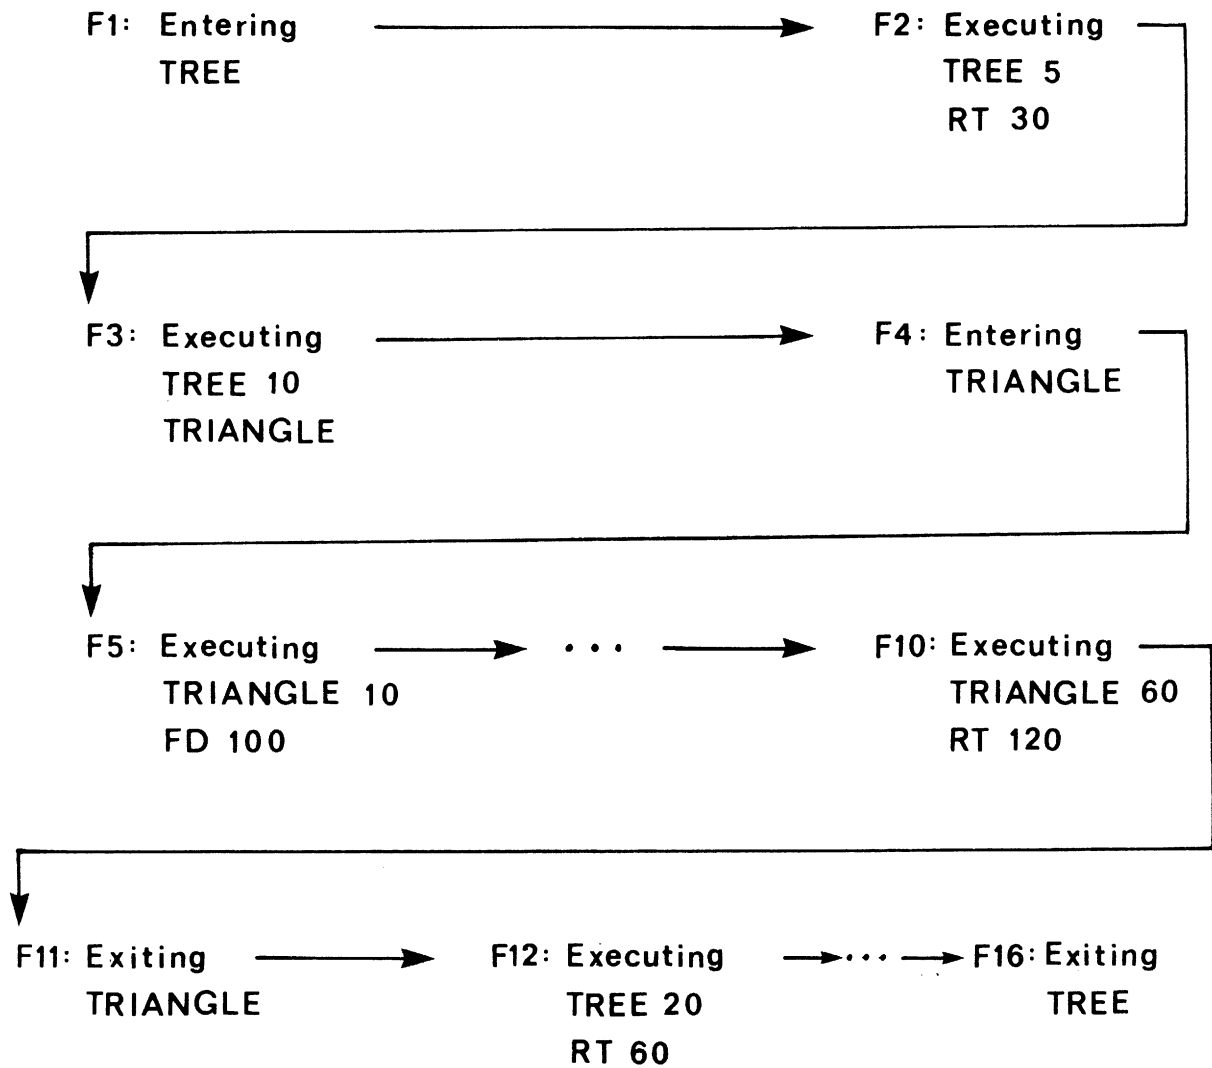 F1: Entering
TREE
F2: Executing
TREE 5
RT 30
F3: Executing
TREE 10
TRIANGLE
F4: Entering
TRIANGLE
F5: Executing
TRIANGLE 10
FD 100
...
F10: Executing
TRIANGLE 60
RT 120
F11: Exiting
TRIANGLE
F12: Executing
TREE 20
RT 60
...
F16: Exiting
TREE